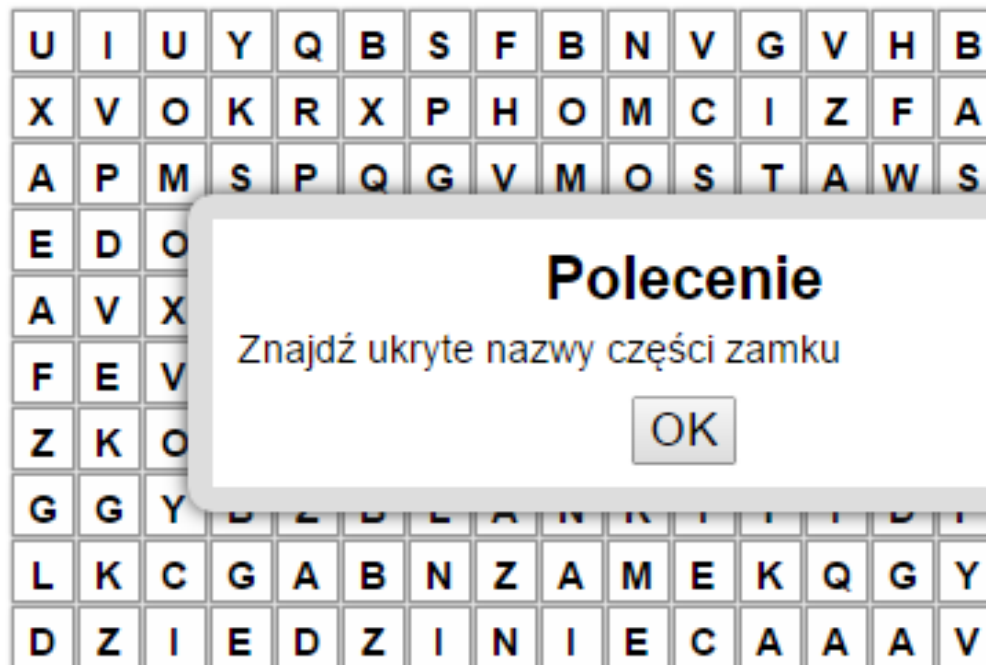 U I U Y Q B S F B N V G V H B
X V O K R X P H O M C I Z F A
A P M S P Q G V M O S T A W S
E D O
A V X
F E V
Z K O
G G Y
L K C G A B N Z A M E K Q G Y
D Z I E D Z I N I E C A A A V
Polecenie
Znajdź ukryte nazwy części zamku
OK